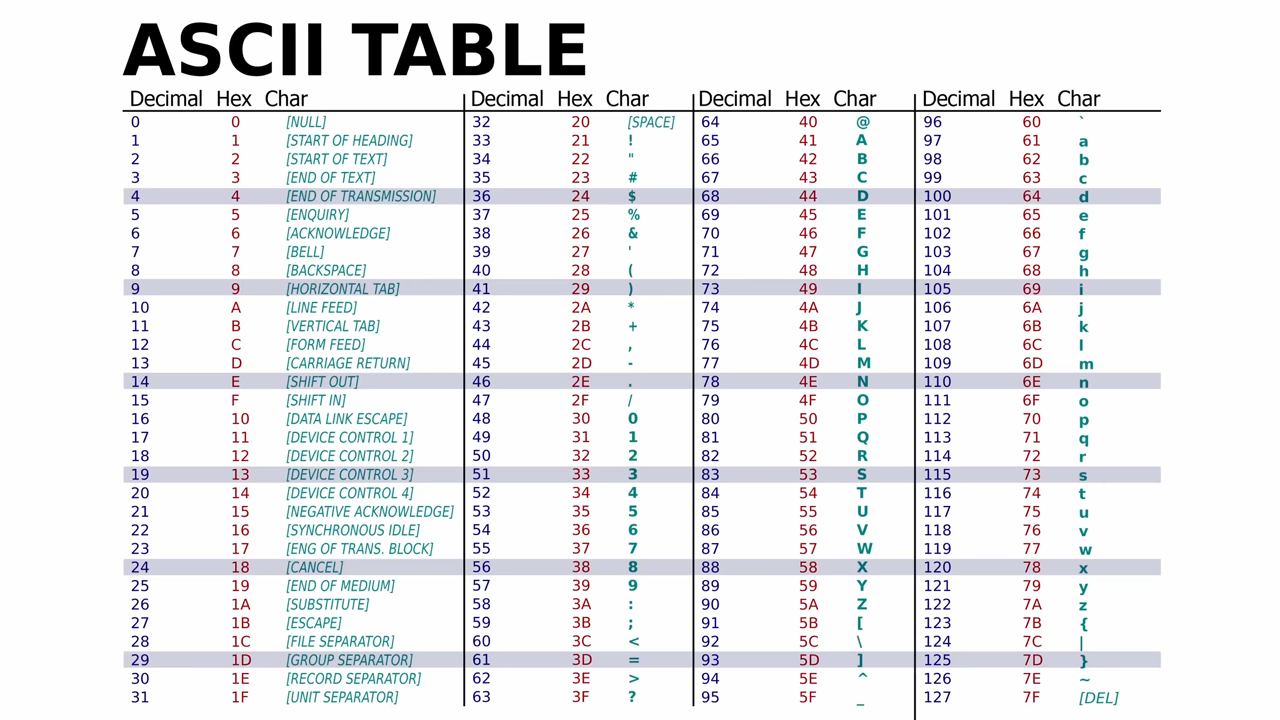 ASCII TABLE
Decimal Hex Char Decimal Hex Char Decimal Hex Char Decimal Hex Char
0 0 [NULL] 32 20 [SPACE] 64 40 @ 96 60 `
1 1 [START OF HEADING] 33 21 ! 65 41 A 97 61 a
2 2 [START OF TEXT] 34 22 " 66 42 B 98 62 b
3 3 [END OF TEXT] 35 23 # 67 43 C 99 63 c
4 4 [END OF TRANSMISSION] 36 24 $ 68 44 D 100 64 d
5 5 [ENQUIRY] 37 25 % 69 45 E 101 65 e
6 6 [ACKNOWLEDGE] 38 26 & 70 46 F 102 66 f
7 7 [BELL] 39 27 ' 71 47 G 103 67 g
8 8 [BACKSPACE] 40 28 ( 72 48 H 104 68 h
9 9 [HORIZONTAL TAB] 41 29 ) 73 49 I 105 69 i
10 A [LINE FEED] 42 2A * 74 4A J 106 6A j
11 B [VERTICAL TAB] 43 2B + 75 4B K 107 6B k
12 C [FORM FEED] 44 2C , 76 4C L 108 6C l
13 D [CARRIAGE RETURN] 45 2D - 77 4D M 109 6D m
14 E [SHIFT OUT] 46 2E . 78 4E N 110 6E n
15 F [SHIFT IN] 47 2F / 79 4F O 111 6F o
16 10 [DATA LINK ESCAPE] 48 30 0 80 50 P 112 70 p
17 11 [DEVICE CONTROL 1] 49 31 1 81 51 Q 113 71 q
18 12 [DEVICE CONTROL 2] 50 32 2 82 52 R 114 72 r
19 13 [DEVICE CONTROL 3] 51 33 3 83 53 S 115 73 s
20 14 [DEVICE CONTROL 4] 52 34 4 84 54 T 116 74 t
21 15 [NEGATIVE ACKNOWLEDGE] 53 35 5 85 55 U 117 75 u
22 16 [SYNCHRONOUS IDLE] 54 36 6 86 56 V 118 76 v
23 17 [ENG OF TRANS. BLOCK] 55 37 7 87 57 W 119 77 w
24 18 [CANCEL] 56 38 8 88 58 X 120 78 x
25 19 [END OF MEDIUM] 57 39 9 89 59 Y 121 79 y
26 1A [SUBSTITUTE] 58 3A : 90 5A Z 122 7A z
27 1B [ESCAPE] 59 3B ; 91 5B [ 123 7B {
28 1C [FILE SEPARATOR] 60 3C < 92 5C \ 124 7C |
29 1D [GROUP SEPARATOR] 61 3D = 93 5D ] 125 7D }
30 1E [RECORD SEPARATOR] 62 3E > 94 5E ^ 126 7E ~
31 1F [UNIT SEPARATOR] 63 3F ? 95 5F _ 127 7F [DEL]